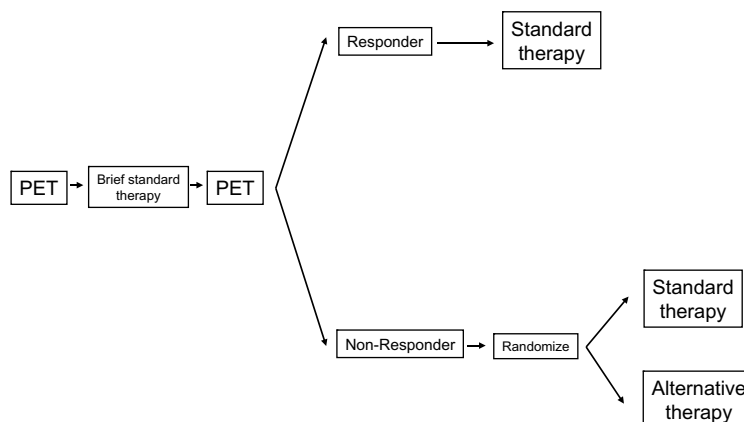 Responder
Standard
therapy
PET
Brief standard
therapy
PET
Non-Responder
Randomize
Standard
therapy
Alternative
therapy